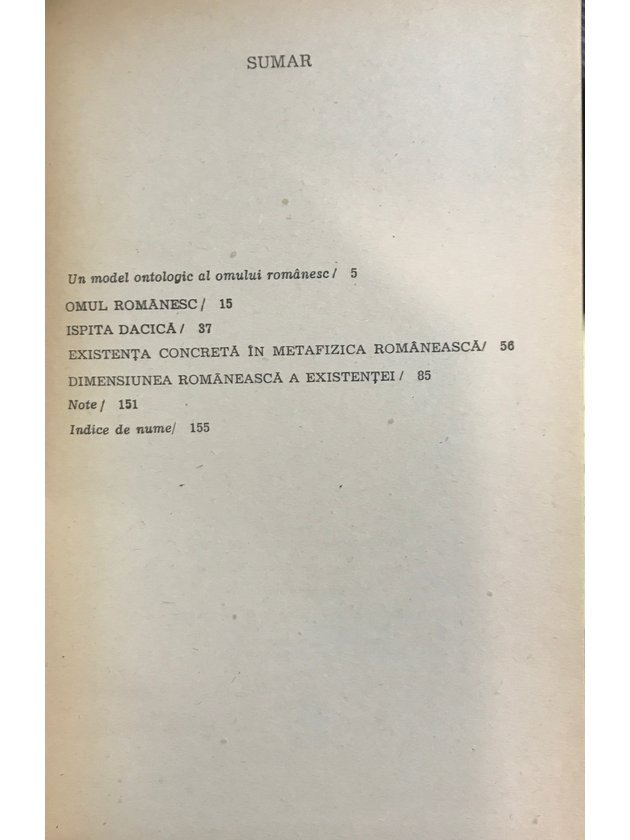 SUMAR
Un model ontologic al omului românesc / 5
OMUL ROMÂNESC / 15
ISPITA DACICĂ / 37
EXISTENȚA CONCRETĂ ÎN METAFIZICA ROMÂNEASCĂ/ 56
DIMENSIUNEA ROMÂNEASCĂ A EXISTENȚEI / 85
Note / 151
Indice de nume/ 155